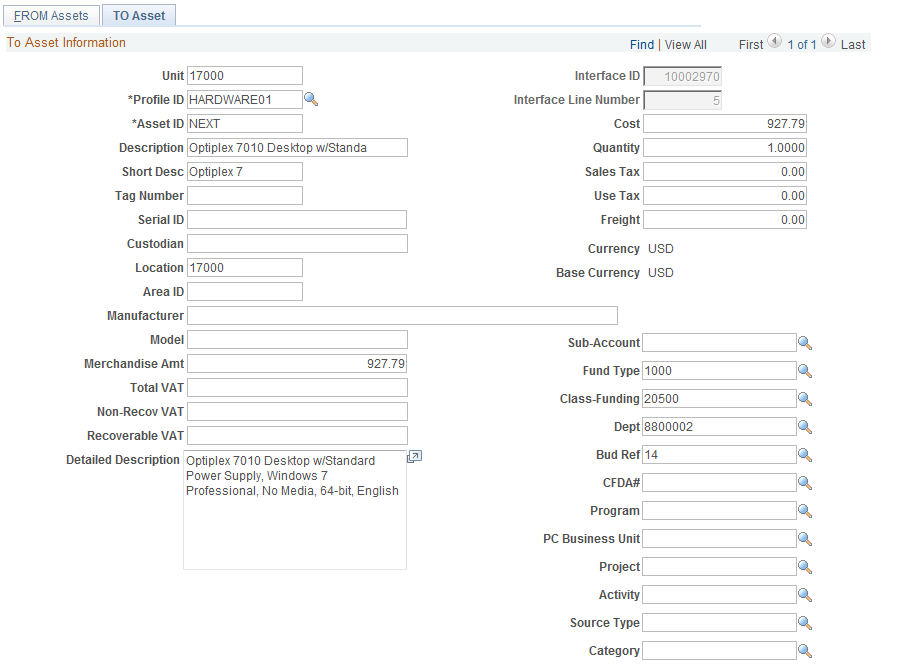 FROM Assets
TO Asset
To Asset Information
Find | View All First 1 of 1 Last
Unit 17000
*Profile ID HARDWARE01
*Asset ID NEXT
Description Optiplex 7010 Desktop w/Standa
Short Desc Optiplex 7
Tag Number
Serial ID
Custodian
Location 17000
Area ID
Manufacturer
Model
Merchandise Amt 927.79
Total VAT
Non-Recov VAT
Recoverable VAT
Detailed Description Optiplex 7010 Desktop w/Standard
Power Supply, Windows 7
Professional, No Media, 64-bit, English
Interface ID 10002970
Interface Line Number 5
Cost 927.79
Quantity 1.0000
Sales Tax 0.00
Use Tax 0.00
Freight 0.00
Currency USD
Base Currency USD
Sub-Account
Fund Type 1000
Class-Funding 20500
Dept 8800002
Bud Ref 14
CFDA#
Program
PC Business Unit
Project
Activity
Source Type
Category